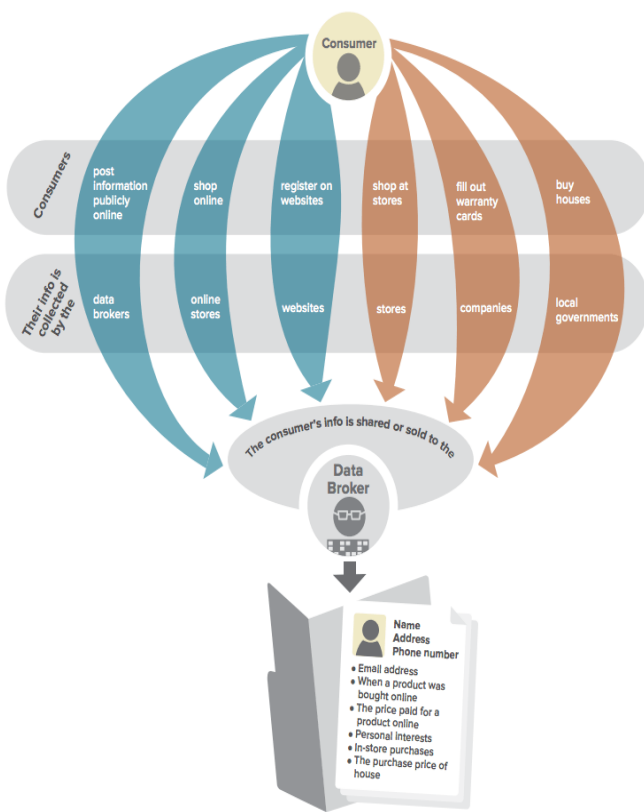 Consumer
Consumers
post
information
publicly
online
shop
online
register on
websites
shop at
stores
fill out
warranty
cards
buy
houses
Their info is
collected
by the
data
brokers
online
stores
websites
stores
companies
local
governments
The consumer's info is shared or sold to the
Data
Broker
Name
Address
Phone number
• Email address
• When a product was
bought online
• The price paid for a
product online
• Personal interests
• In-store purchases
• The purchase price of
house